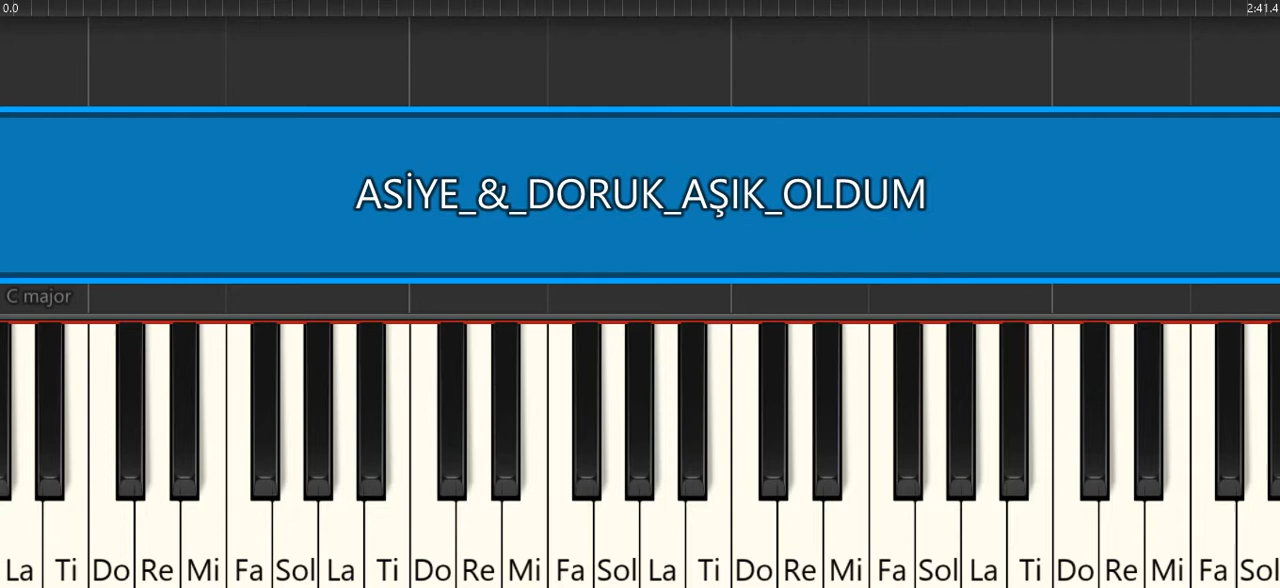 0.0 2:41.4
ASİYE_&_DORUK_AŞIK_OLDUM
C major
La Ti Do Re Mi Fa Sol La Ti Do Re Mi Fa Sol La Ti Do Re Mi Fa Sol La Ti Do Re Mi Fa So